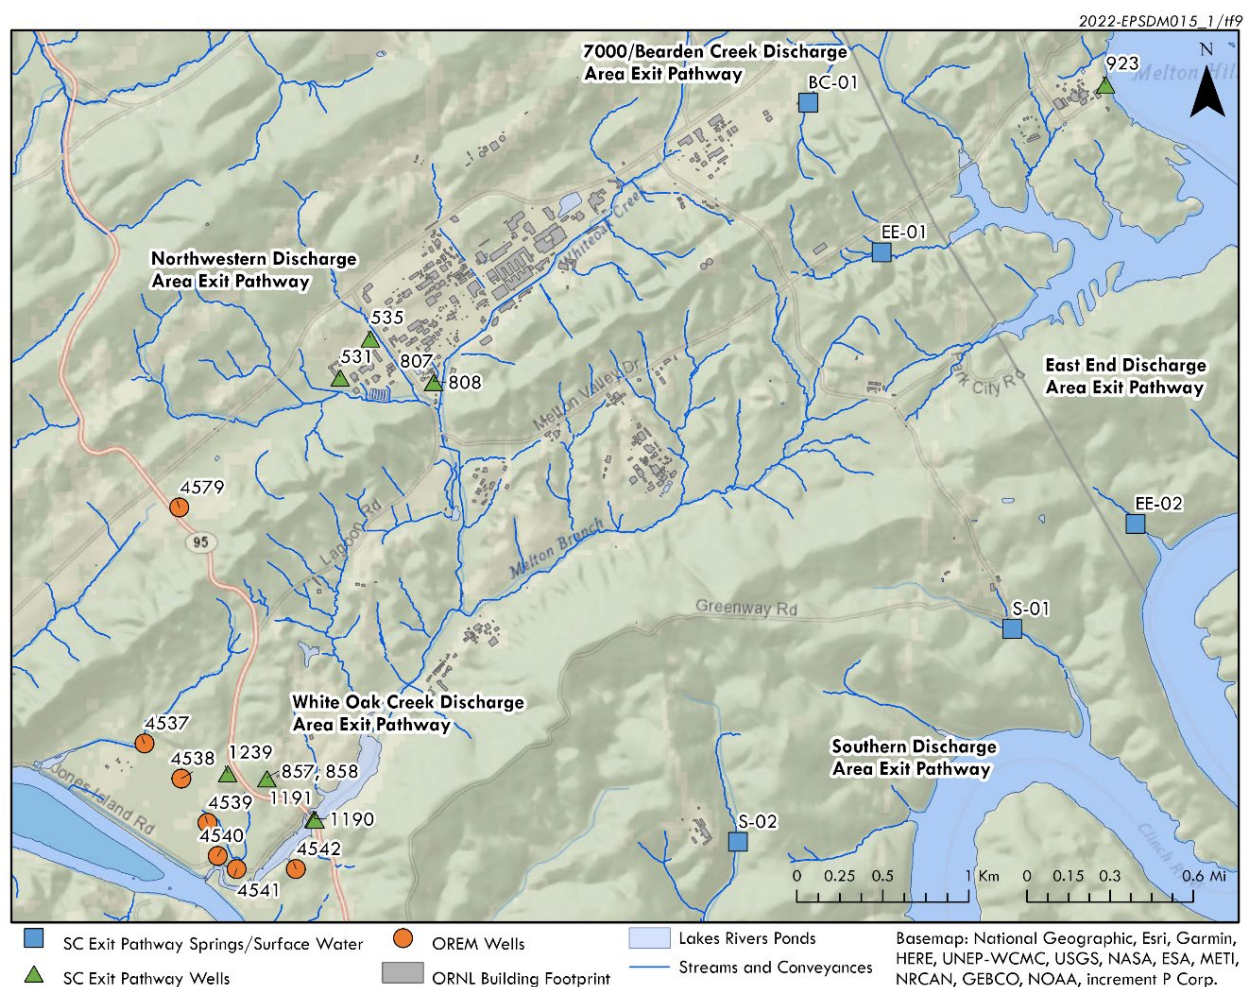 2022-EPSDM015_1/tf9
7000/Bearden Creek Discharge
Area Exit Pathway
BC-01
923
Melton Hil
N
Whiteoak Creek
EE-01
Northwestern Discharge
Area Exit Pathway
535
531
807
808
Melton Valley Dr
Park City Rd
East End Discharge
Area Exit Pathway
4579
95
Lagoon Rd
Melton Branch
EE-02
Greenway Rd
S-01
White Oak Creek Discharge
Area Exit Pathway
4537
4538
1239
857, 858
Jones Island Rd
4539
1191
1190
4540
4542
4541
Southern Discharge
Area Exit Pathway
S-02
Clinch R
0 0.25 0.5 1 Km
0 0.15 0.3 0.6 Mi
SC Exit Pathway Springs/Surface Water
SC Exit Pathway Wells
OREM Wells
ORNL Building Footprint
Lakes Rivers Ponds
Streams and Conveyances
Basemap: National Geographic, Esri, Garmin,
HERE, UNEP-WCMC, USGS, NASA, ESA, METI,
NRCAN, GEBCO, NOAA, increment P Corp.